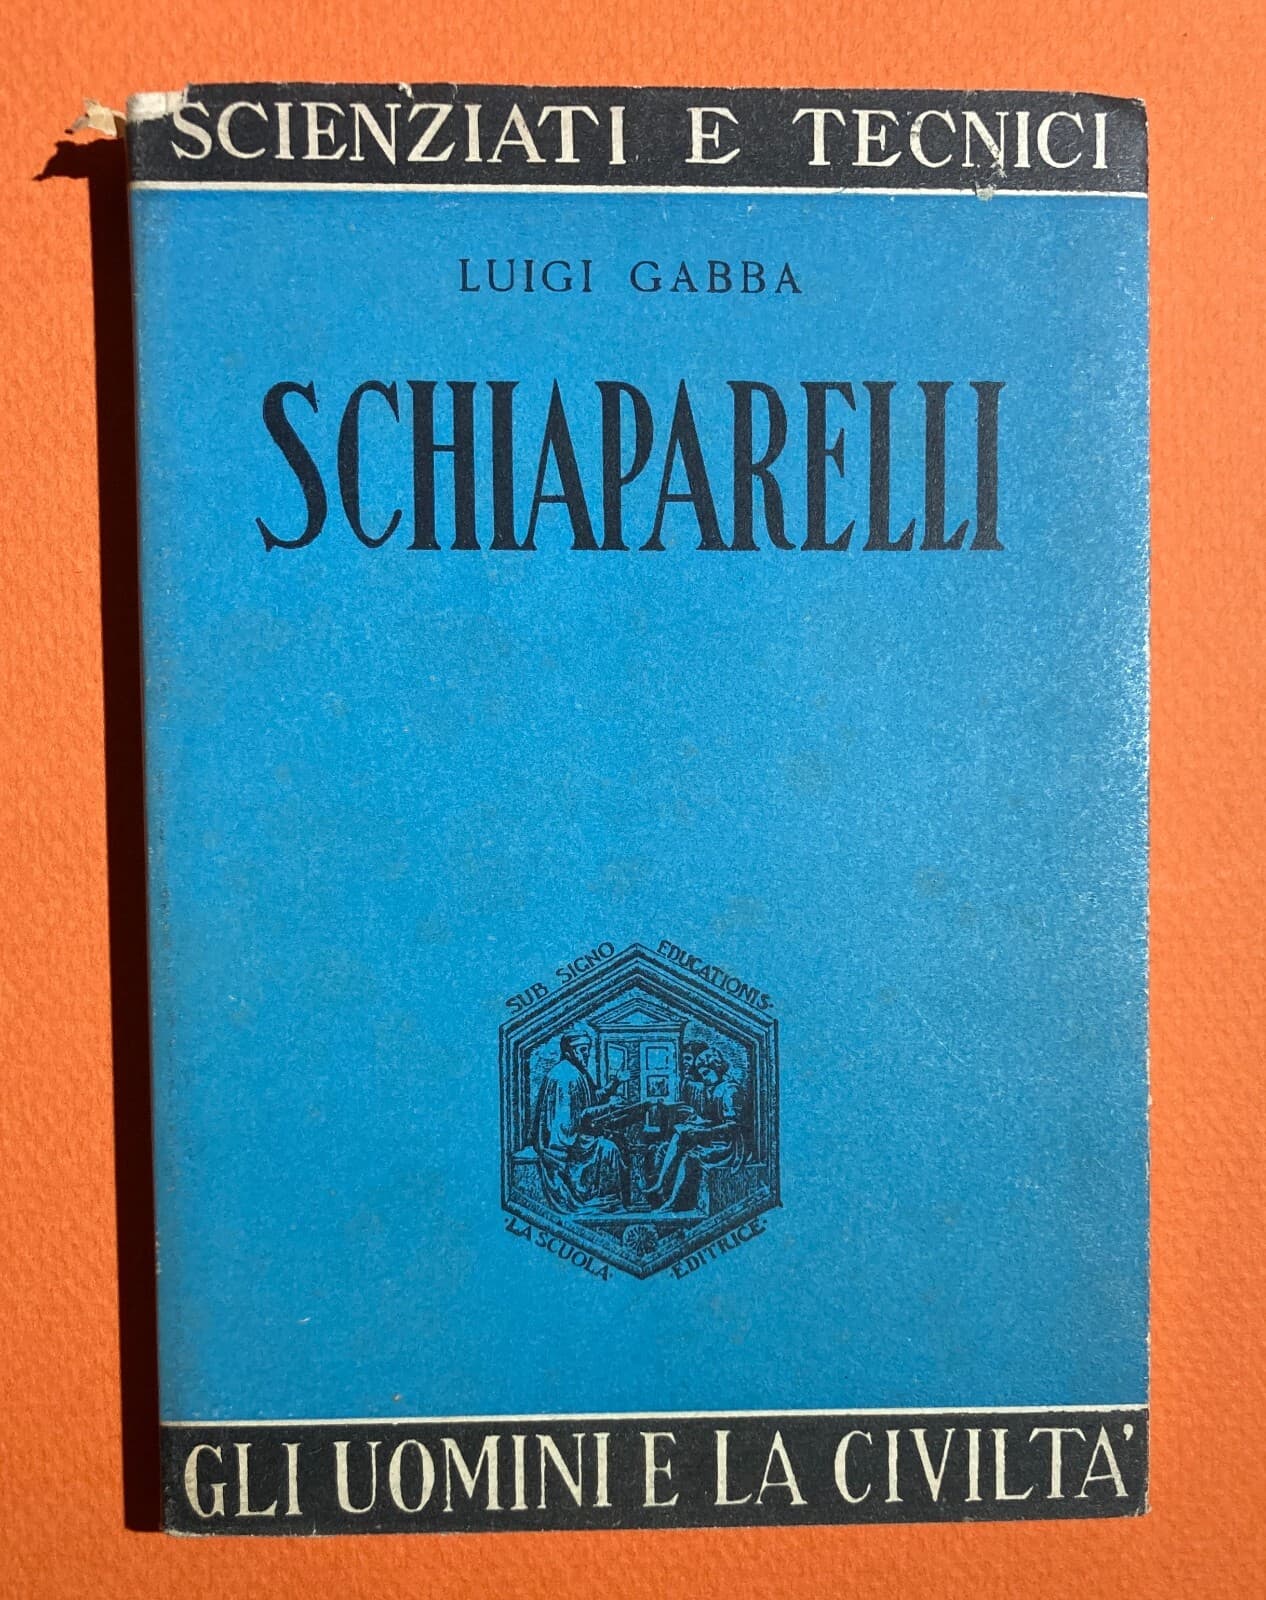 SCIENZIATI E TECNICI
LUIGI GABBA
SCHIAPARELLI
SUB SIGNO EDUCATIONIS·
·LA SCUOLA· ·EDITRICE·
GLI UOMINI E LA CIVILTA'